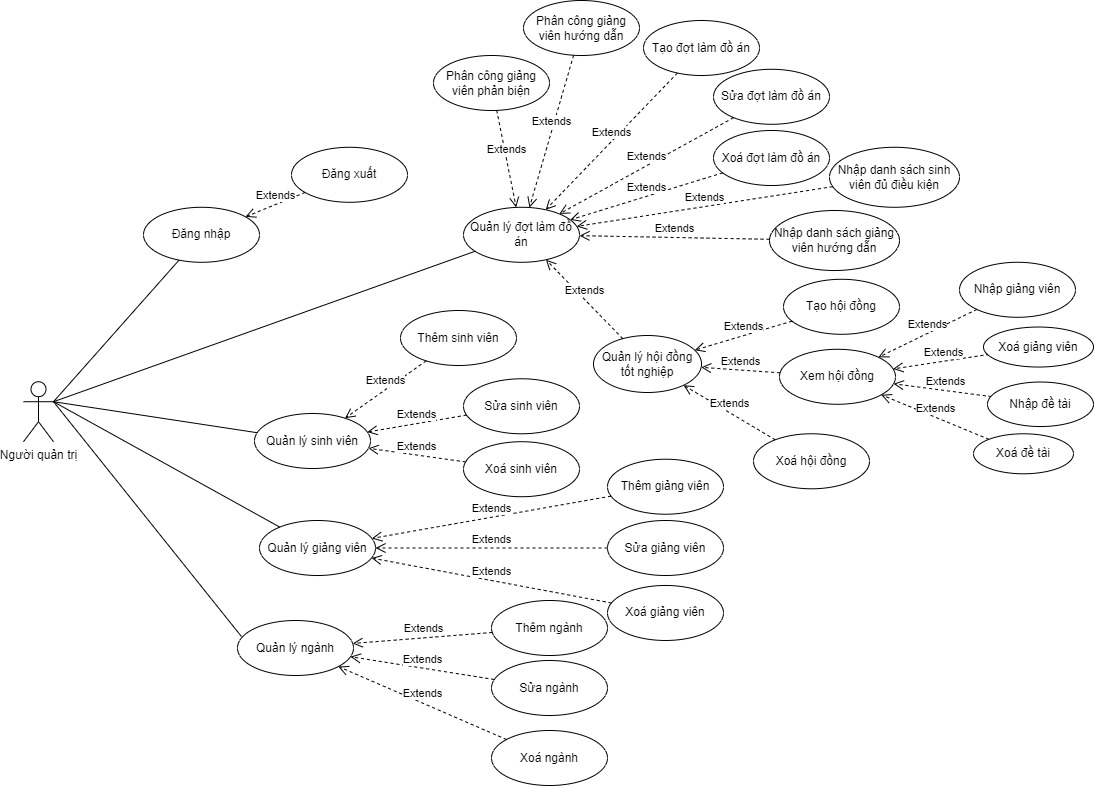 Phân công giảng
viên hướng dẫn
Tạo đợt làm đồ án
Phân công giảng
viên phản biện
Sửa đợt làm đồ án
Extends
Extends
Extends
Extends
Xoá đợt làm đồ án
Nhập danh sách sinh
viên đủ điều kiện
Đăng xuất
Extends
Extends
Extends
Đăng nhập
Quản lý đợt làm đồ
án
Extends
Nhập danh sách giảng
viên hướng dẫn
Extends
Nhập giảng viên
Tạo hội đồng
Extends
Extends
Thêm sinh viên
Xoá giảng viên
Quản lý hội đồng
tốt nghiệp
Extends
Extends
Xem hội đồng
Extends
Extends
Nhập đề tài
Sửa sinh viên
Extends
Extends
Extends
Quản lý sinh viên
Extends
Người quản trị
Xoá đề tài
Xoá hội đồng
Xoá sinh viên
Thêm giảng viên
Extends
Extends
Quản lý giảng viên
Sửa giảng viên
Extends
Xoá giảng viên
Extends
Thêm ngành
Quản lý ngành
Extends
Sửa ngành
Extends
Xoá ngành